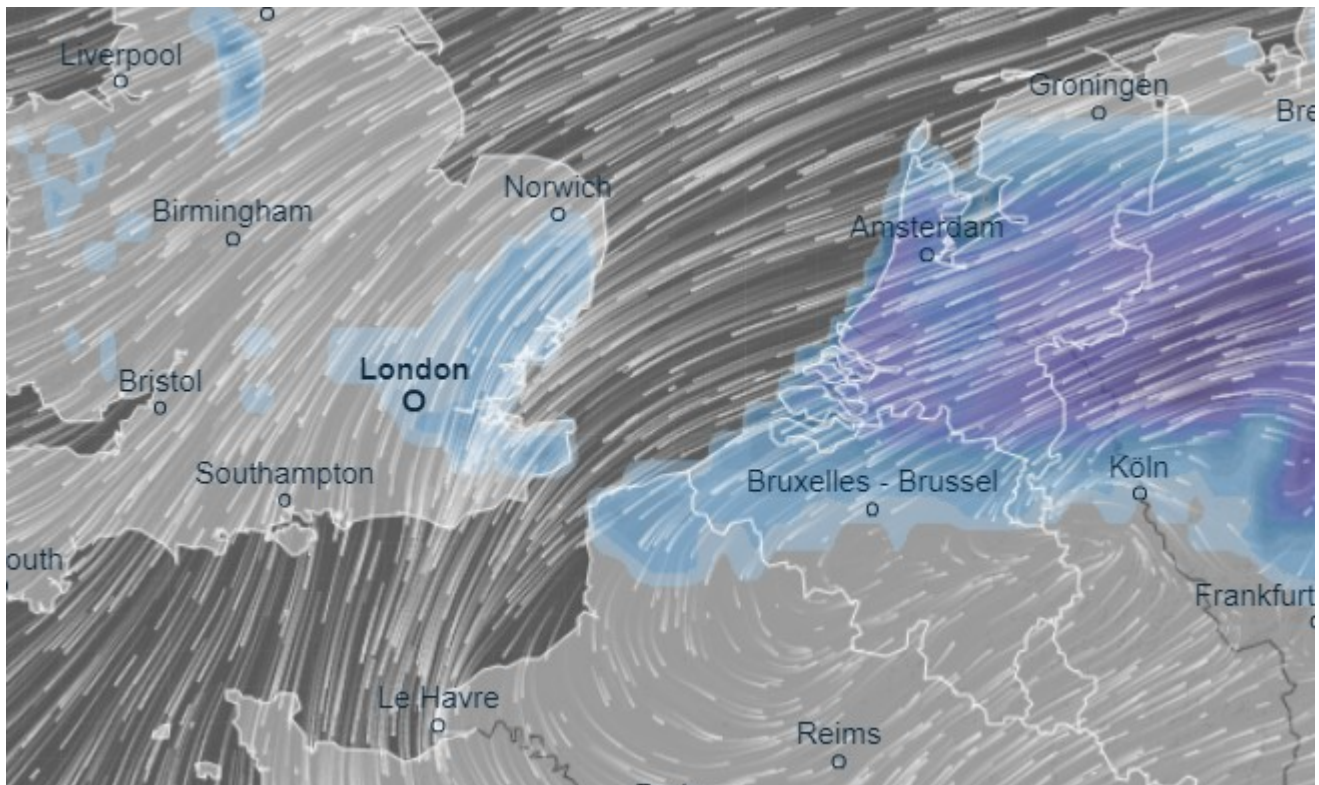 Liverpool
Groningen
Bre
Norwich
Birmingham
Amsterdam
London
Bristol
Southampton
Köln
Bruxelles - Brussel
outh
Frankfurt
Le Havre
Reims